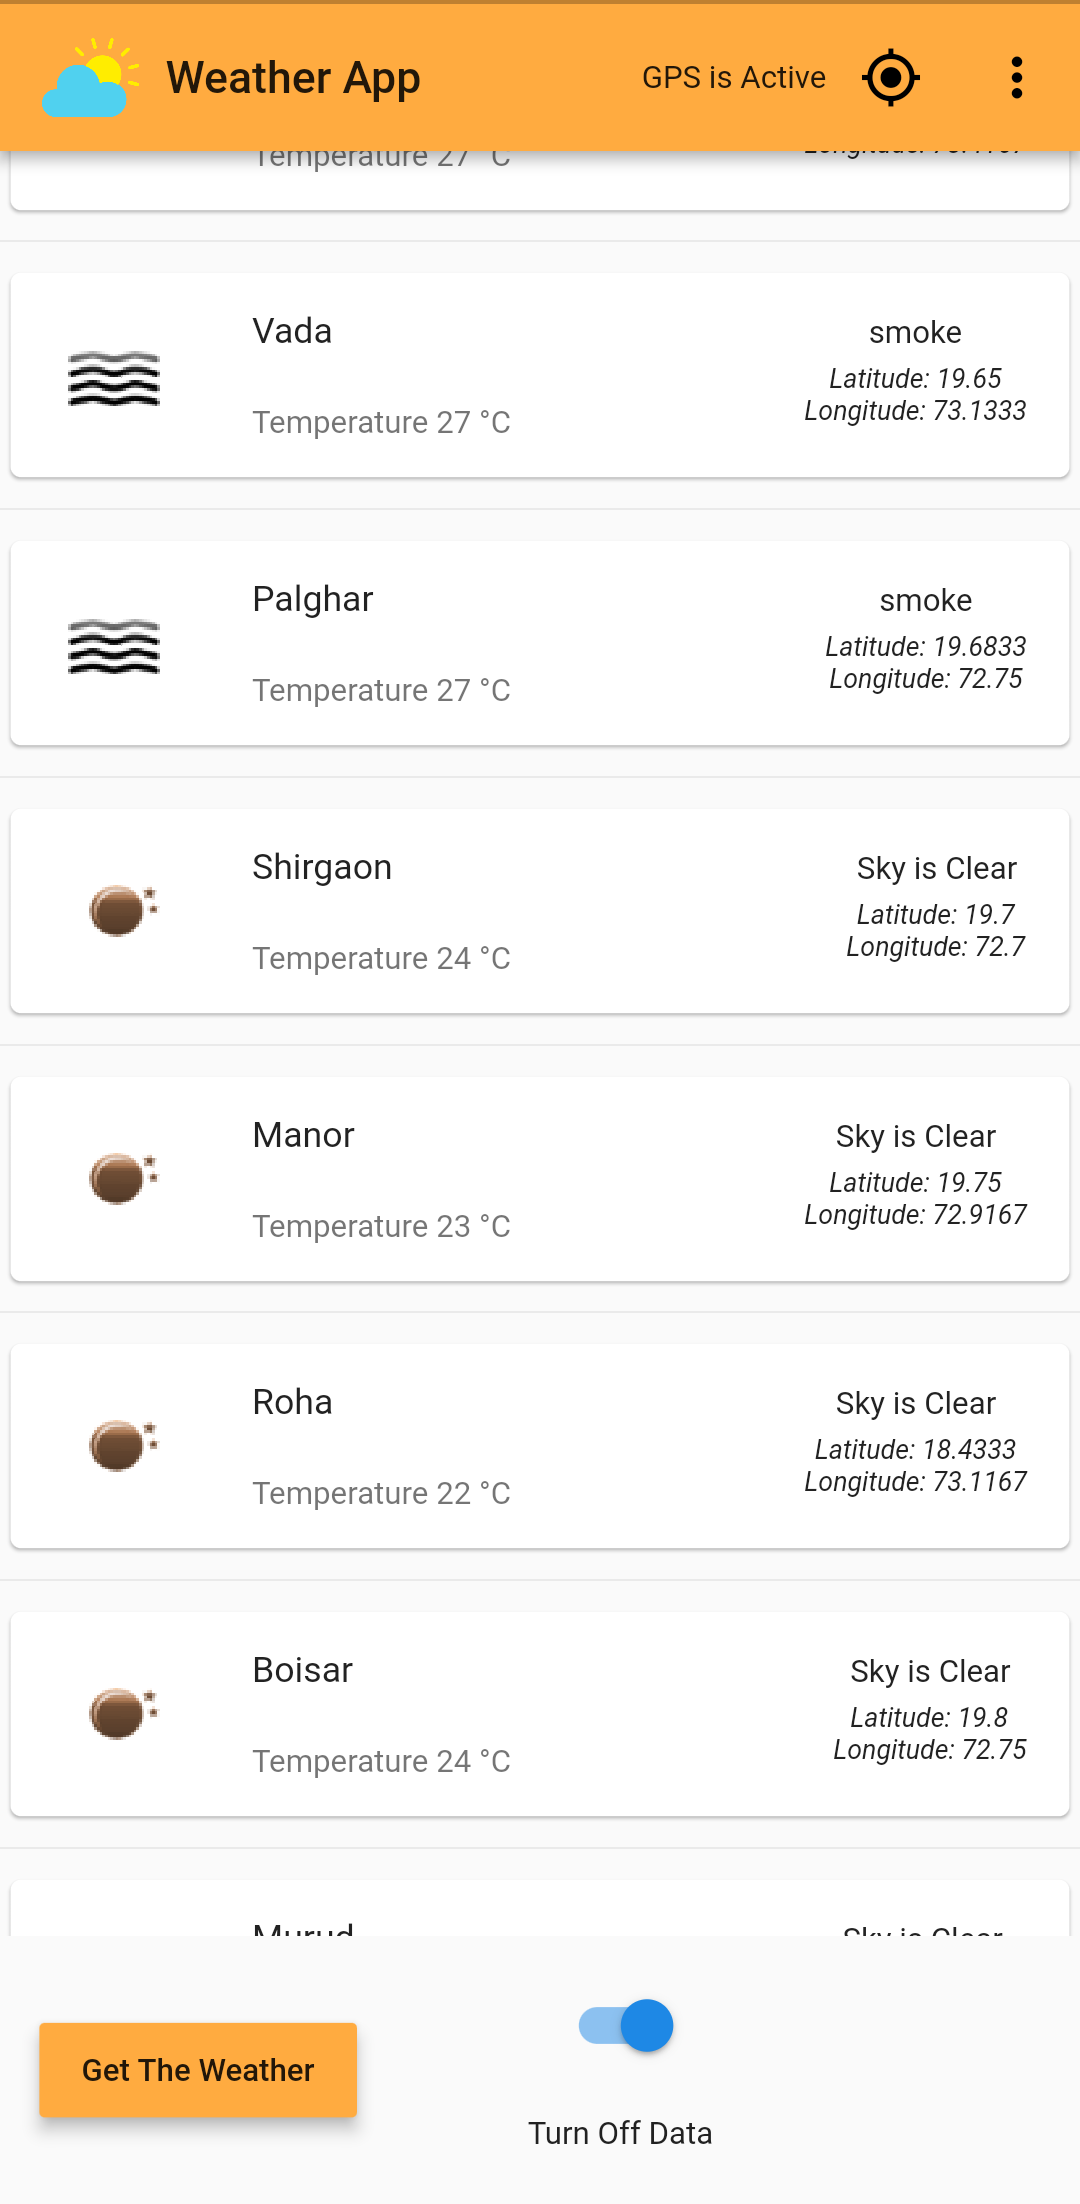 Weather App
GPS is Active
Temperature 27 °C
Vada
smoke
Latitude: 19.65
Longitude: 73.1333
Temperature 27 °C
Palghar
smoke
Latitude: 19.6833
Longitude: 72.75
Temperature 27 °C
Shirgaon
Sky is Clear
Latitude: 19.7
Longitude: 72.7
Temperature 24 °C
Manor
Sky is Clear
Latitude: 19.75
Longitude: 72.9167
Temperature 23 °C
Roha
Sky is Clear
Latitude: 18.4333
Longitude: 73.1167
Temperature 22 °C
Boisar
Sky is Clear
Latitude: 19.8
Longitude: 72.75
Temperature 24 °C
Murud
Sky is Clear
Get The Weather
Turn Off Data